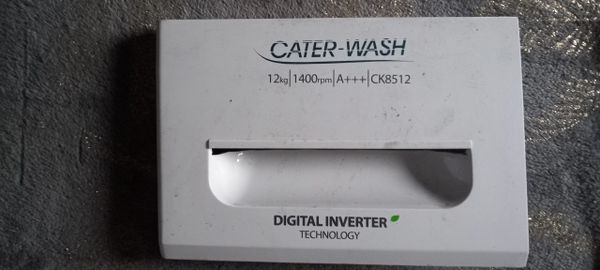 CATER-WASH
12kg|1400rpm|A+++|CK8512
DIGITAL INVERTER
TECHNOLOGY